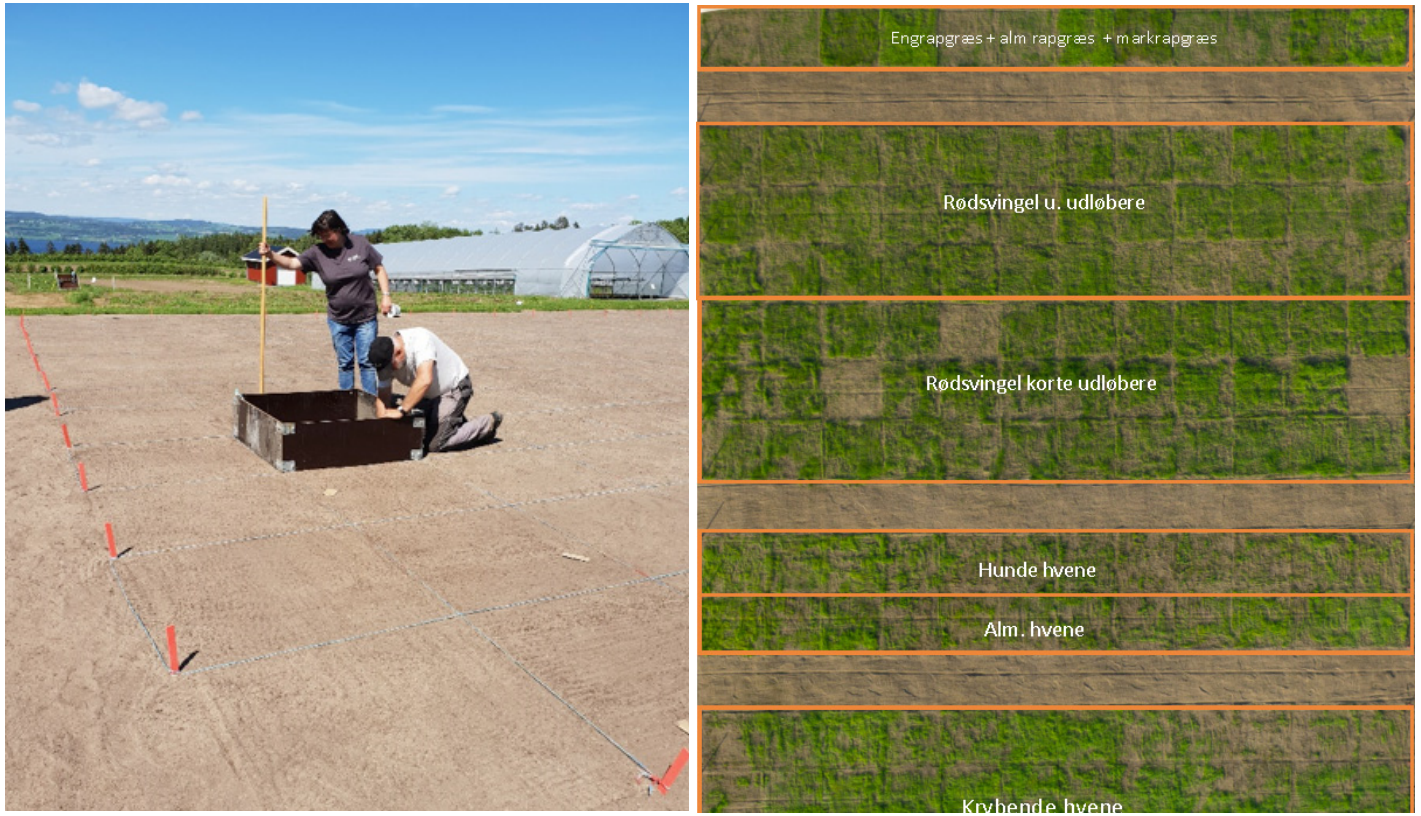 Engrapgræs + alm rapgræs + markrapgræs
Rødsvingel u. udløbere
Rødsvingel korte udløbere
Hunde hvene
Alm. hvene
Krybende hvene